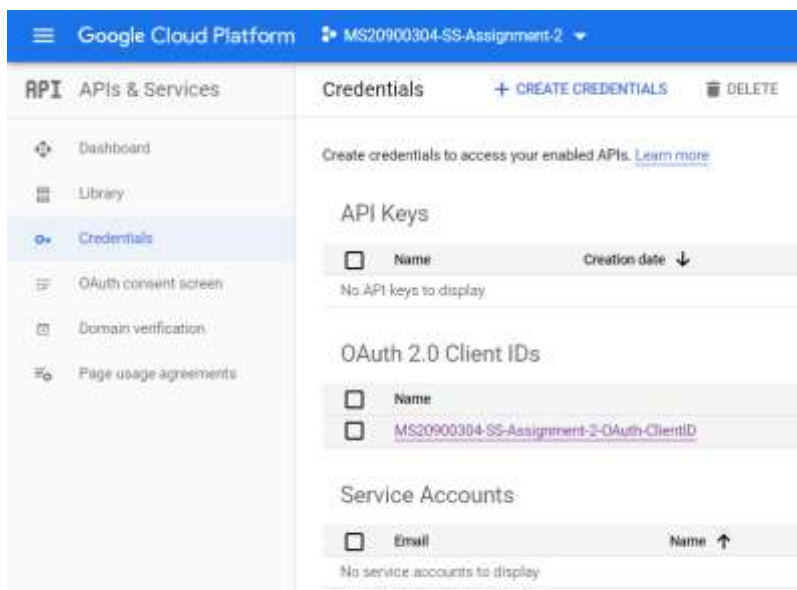 Google Cloud Platform MS20900304-SS-Assignment-2
API APIs & Services
Dashboard
Library
Credentials
OAuth consent screen
Domain verification
Page usage agreements
Credentials + CREATE CREDENTIALS DELETE
Create credentials to access your enabled APIs. Learn more
API Keys
Name Creation date
No API keys to display
OAuth 2.0 Client IDs
Name
MS20900304-SS-Assignment-2-OAuth-ClientID
Service Accounts
Email Name
No service accounts to display